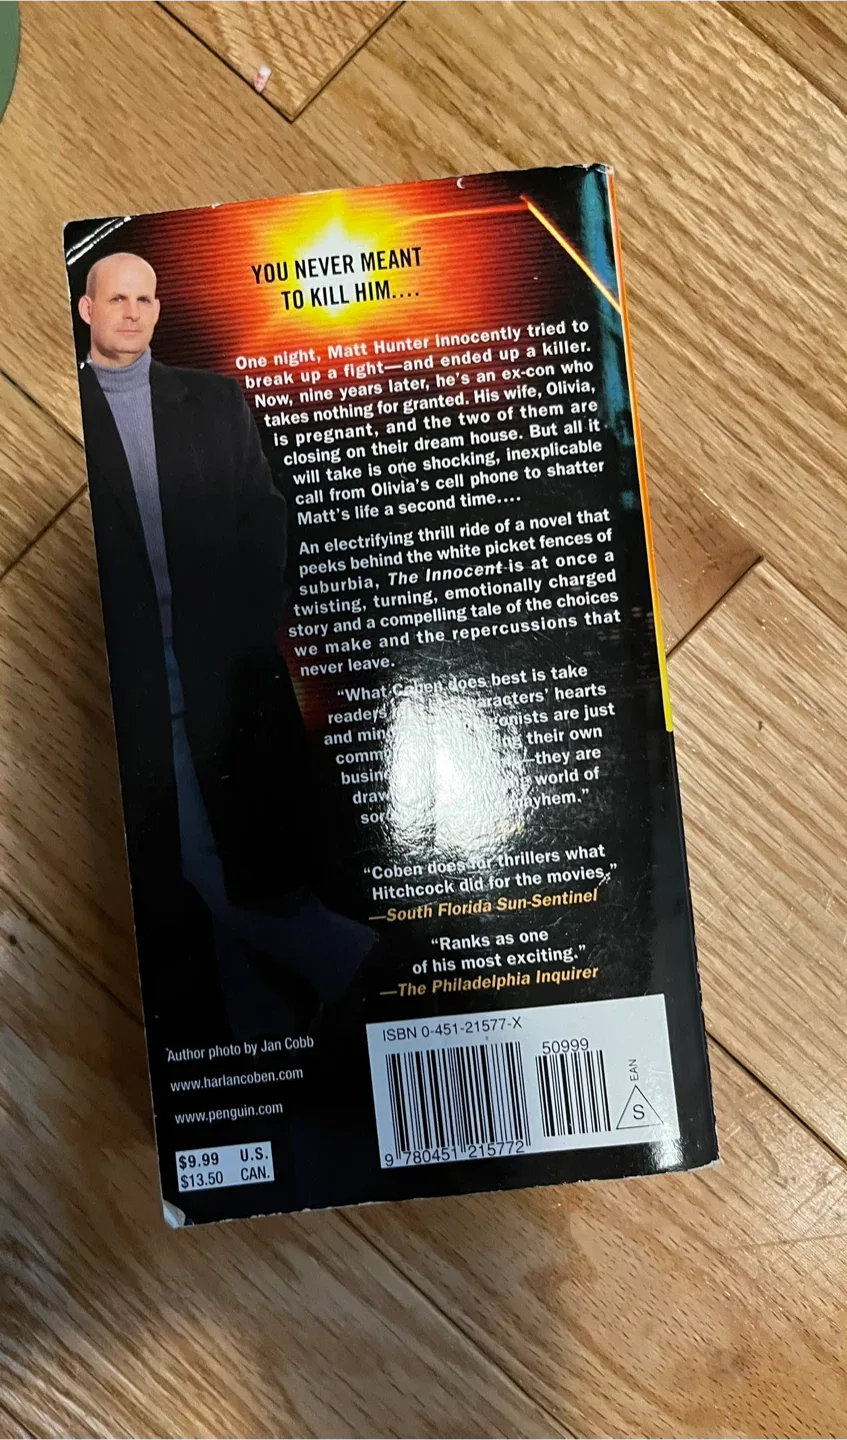 YOU NEVER MEANT
TO KILL HIM....
One night, Matt Hunter innocently tried to
break up a fight—and ended up a killer.
Now, nine years later, he's an ex-con who
takes nothing for granted. His wife, Olivia,
is pregnant, and the two of them are
closing on their dream house. But all it
will take is one shocking, inexplicable
call from Olivia's cell phone to shatter
Matt's life a second time....
An electrifying thrill ride of a novel that
peeks behind the white picket fences of
suburbia, The Innocent is at once a
twisting, turning, emotionally charged
story and a compelling tale of the choices
we make and the repercussions that
never leave.
"What Coben does best is take
readers hearts
and are just
their own
—they are
world of
"Coben does for thrillers what
Hitchcock did for the movies."
—South Florida Sun-Sentinel
"Ranks as one
of his most exciting."
—The Philadelphia Inquirer
Author photo by Jan Cobb
www.harlancoben.com
www.penguin.com
$9.99 U.S.
$13.50 CAN.
ISBN 0-451-21577-X
50999
EAN
S
9 780451 215772